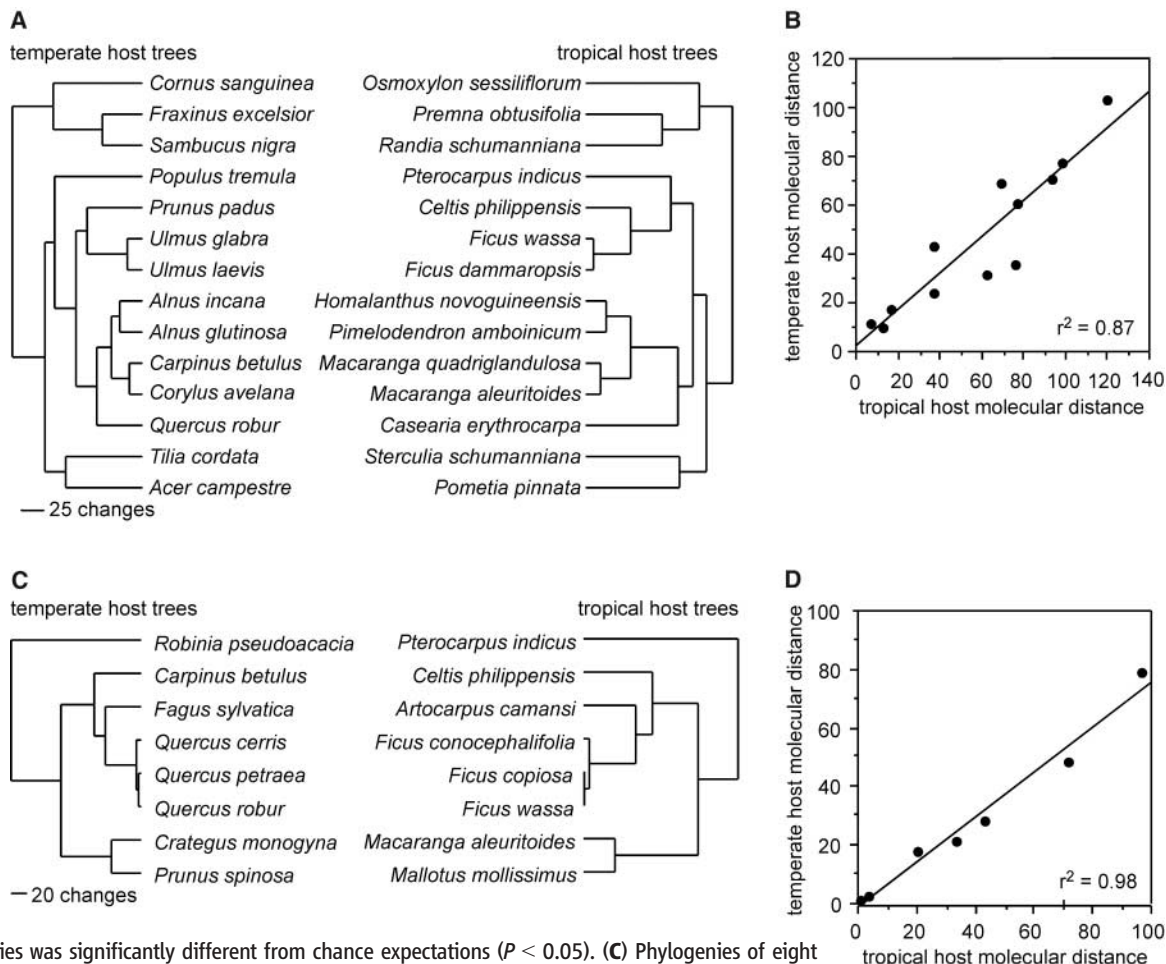 A
temperate host trees
tropical host trees
Cornus sanguinea
Osmoxylon sessiliflorum
Fraxinus excelsior
Premna obtusifolia
Sambucus nigra
Randia schumanniana
Populus tremula
Pterocarpus indicus
Prunus padus
Celtis philippensis
Ulmus glabra
Ficus wassa
Ulmus laevis
Ficus dammaropsis
Alnus incana
Homalanthus novoguineensis
Alnus glutinosa
Pimelodendron amboinicum
Carpinus betulus
Macaranga quadriglandulosa
Corylus avelana
Macaranga aleuritoides
Quercus robur
Casearia erythrocarpa
Tilia cordata
Sterculia schumanniana
Acer campestre
Pometia pinnata
25 changes
B
temperate host molecular distance
120
100
80
60
40
20
0
r² = 0.87
0 20 40 60 80 100 120 140
tropical host molecular distance
C
temperate host trees
tropical host trees
Robinia pseudoacacia
Pterocarpus indicus
Carpinus betulus
Celtis philippensis
Fagus sylvatica
Artocarpus camansi
Quercus cerris
Ficus conocephalifolia
Quercus petraea
Ficus copiosa
Quercus robur
Ficus wassa
Crategus monogyna
Macaranga aleuritoides
Prunus spinosa
Mallotus mollissimus
20 changes
D
temperate host molecular distance
100
80
60
40
20
0
r² = 0.98
0 20 40 60 80 100
tropical host molecular distance
ies was significantly different from chance expectations (P < 0.05). (C) Phylogenies of eight